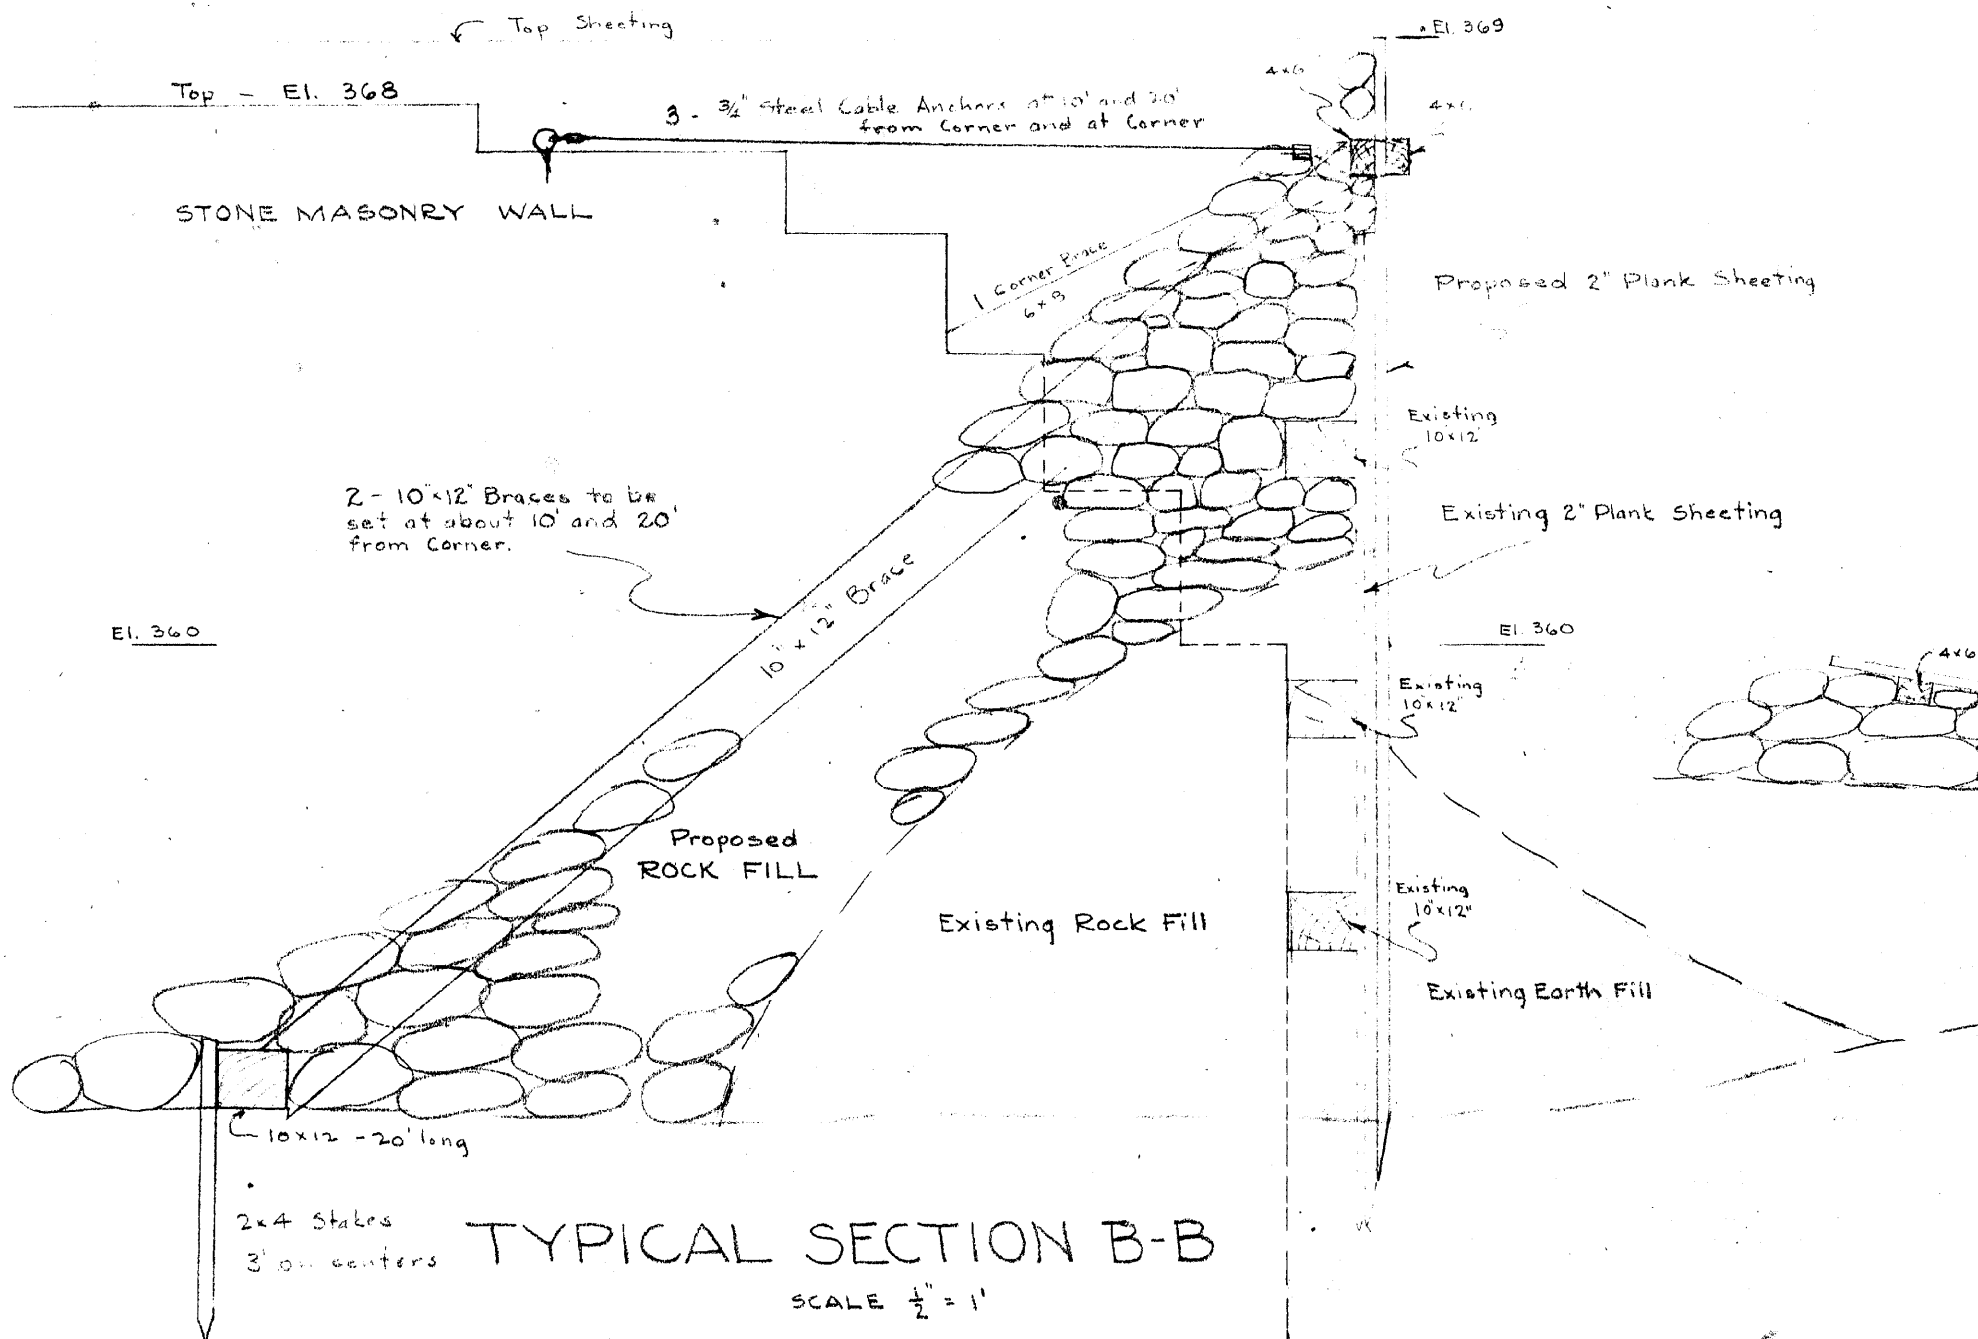 Top Sheeting
El. 369
Top - El. 368
4x6
4x6
3 - 3/4" Steel Cable Anchors at 10' and 20'
from Corner and at Corner
STONE MASONRY WALL
1 Corner Brace
6x8
Proposed 2" Plank Sheeting
Existing
10x12
2 - 10"x12" Braces to be
set at about 10' and 20'
from Corner.
Existing 2" Plank Sheeting
10" x 12" Brace
El. 360
El. 360
4x6
Existing
10x12"
Proposed
ROCK FILL
Existing Rock Fill
Existing
10"x12"
Existing Earth Fill
10x12 - 20' long
2x4 Stakes
3' on centers
TYPICAL SECTION B-B
SCALE 1/2" = 1'